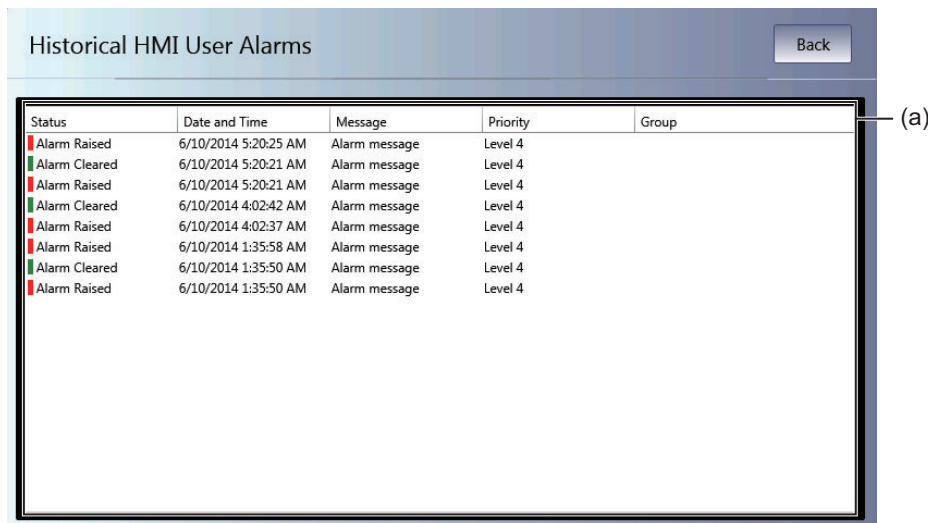 Historical HMI User Alarms
Back
Status Date and Time Message Priority Group
(a)
Alarm Raised 6/10/2014 5:20:25 AM Alarm message Level 4
Alarm Cleared 6/10/2014 5:20:21 AM Alarm message Level 4
Alarm Raised 6/10/2014 5:20:21 AM Alarm message Level 4
Alarm Cleared 6/10/2014 4:02:42 AM Alarm message Level 4
Alarm Raised 6/10/2014 4:02:37 AM Alarm message Level 4
Alarm Raised 6/10/2014 1:35:58 AM Alarm message Level 4
Alarm Cleared 6/10/2014 1:35:50 AM Alarm message Level 4
Alarm Raised 6/10/2014 1:35:50 AM Alarm message Level 4